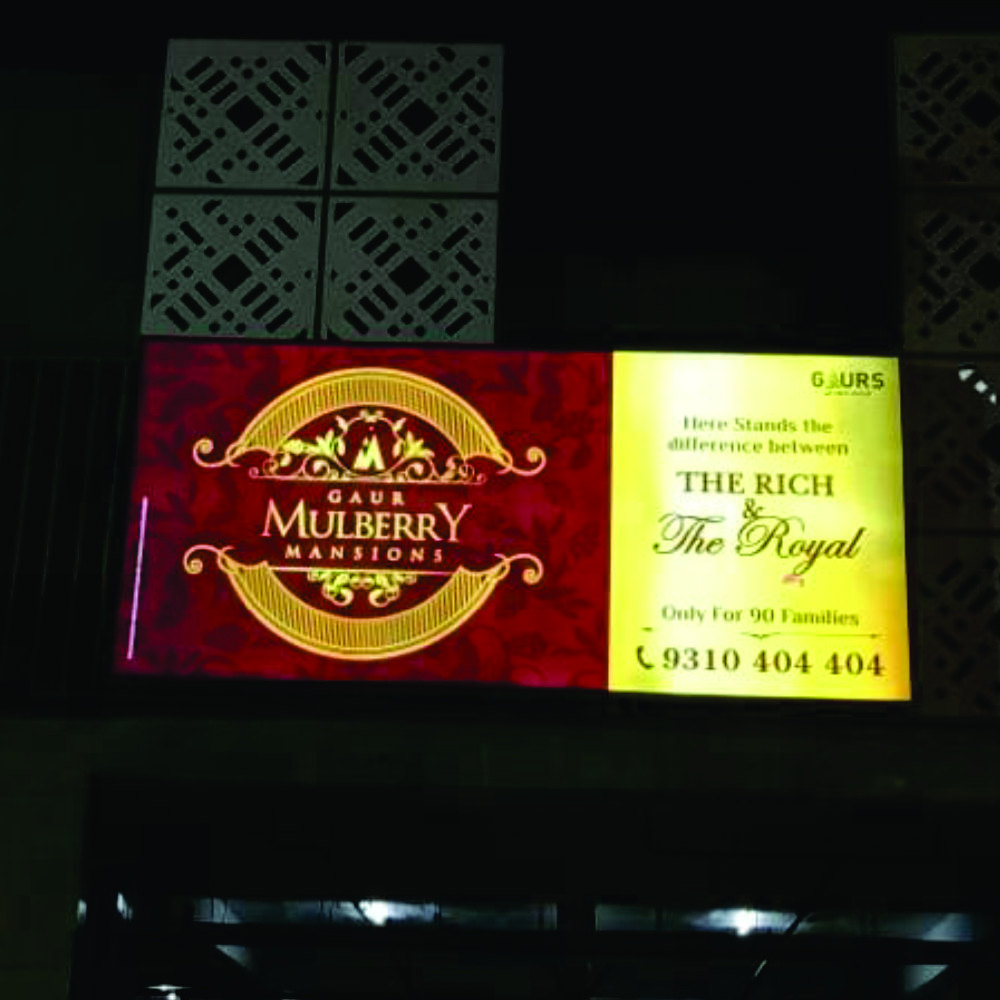 GAUR
MULBERRY
MANSIONS
GAURS
Here Stands the
difference between
THE RICH
&
The Royal
Only For 90 Families
9310 404 404